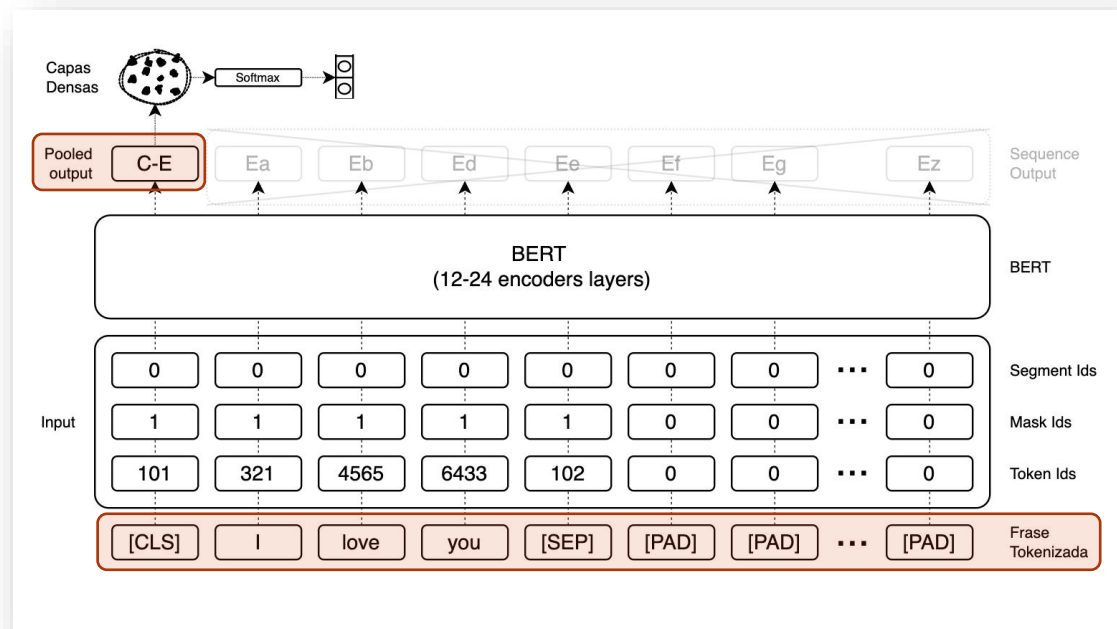 Capas
Densas
Softmax
Pooled
output
C-E
Ea Eb Ed Ee Ef Eg Ez
Sequence
Output
BERT
(12-24 encoders layers)
BERT
0 0 0 0 0 0 0 ... 0 Segment Ids
Input
1 1 1 1 1 0 0 ... 0 Mask Ids
101 321 4565 6433 102 0 0 ... 0 Token Ids
[CLS] I love you [SEP] [PAD] [PAD] ... [PAD]
Frase
Tokenizada